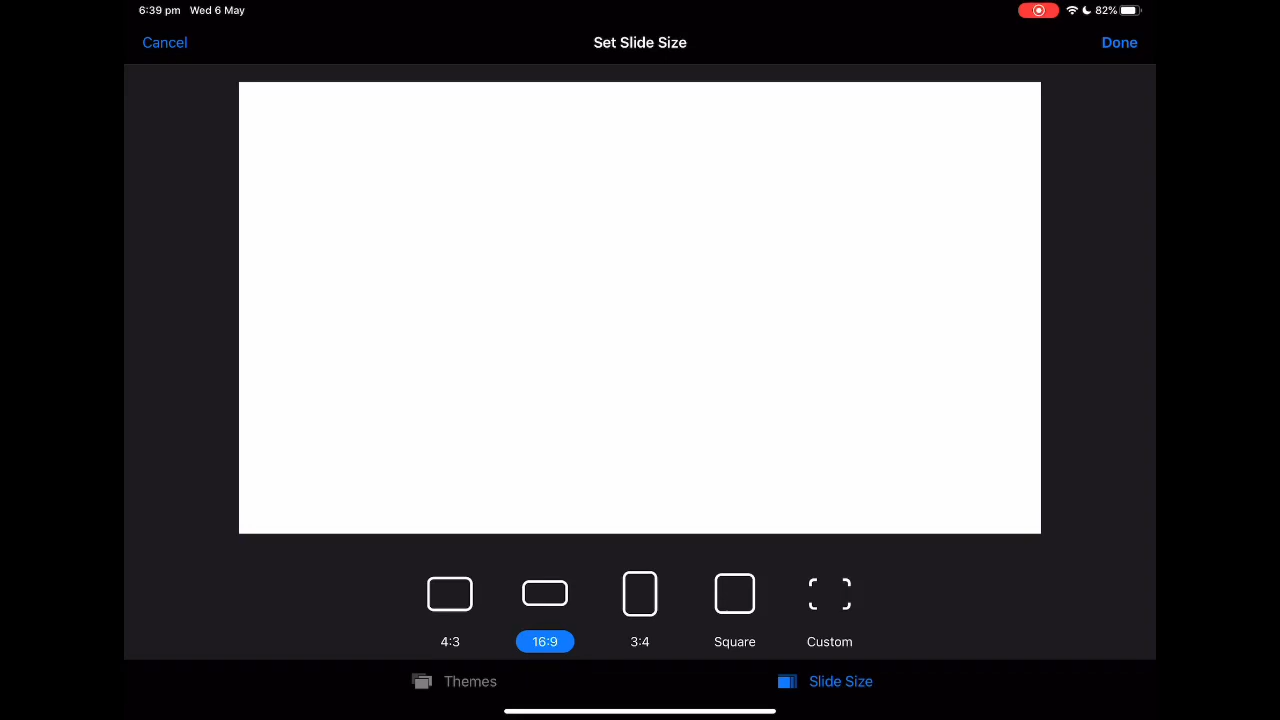 6:39 pm Wed 6 May 82%
Cancel Set Slide Size Done
4:3 16:9 3:4 Square Custom
Themes Slide Size